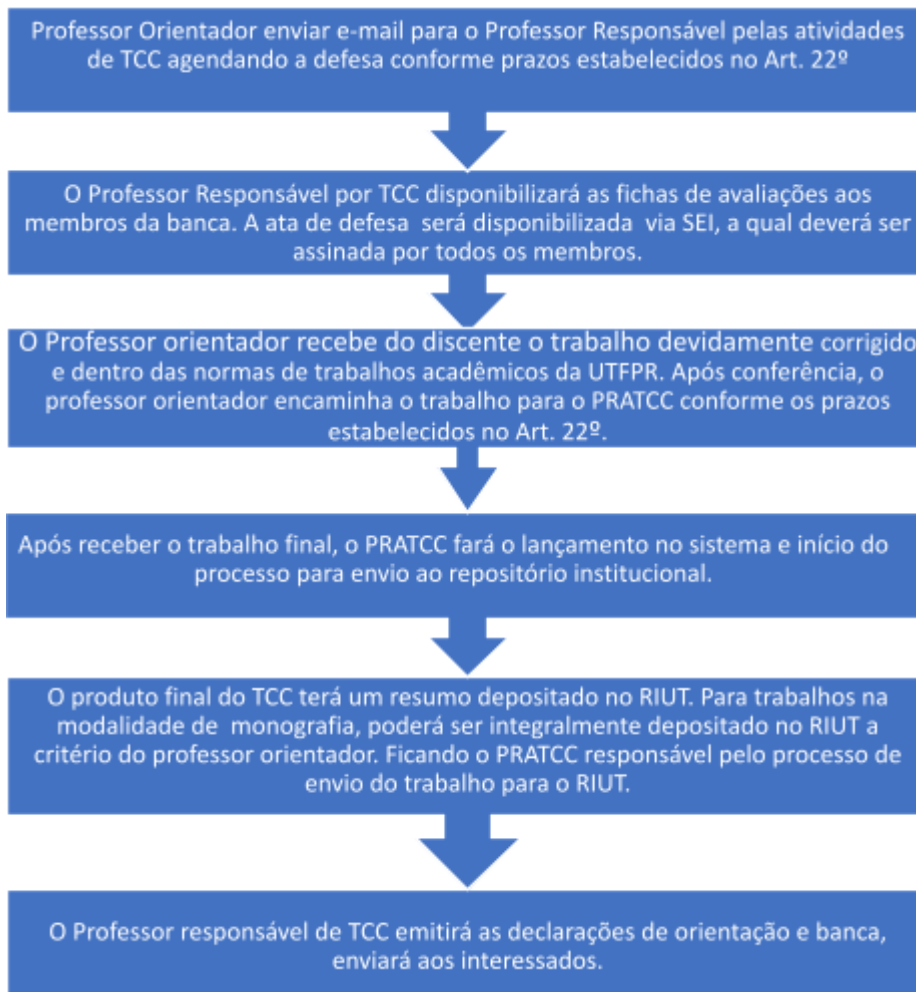 Professor Orientador enviar e-mail para o Professor Responsável pelas atividades
de TCC agendando a defesa conforme prazos estabelecidos no Art. 22º
O Professor Responsável por TCC disponibilizará as fichas de avaliações aos
membros da banca. A ata de defesa será disponibilizada via SEI, a qual deverá ser
assinada por todos os membros.
O Professor orientador recebe do discente o trabalho devidamente corrigido
e dentro das normas de trabalhos acadêmicos da UTFPR. Após conferência, o
professor orientador encaminha o trabalho para o PRATCC conforme os prazos
estabelecidos no Art. 22º.
Após receber o trabalho final, o PRATCC fará o lançamento no sistema e início do
processo para envio ao repositório institucional.
O produto final do TCC terá um resumo depositado no RIUT. Para trabalhos na
modalidade de monografia, poderá ser integralmente depositado no RIUT a
critério do professor orientador. Ficando o PRATCC responsável pelo processo de
envio do trabalho para o RIUT.
O Professor responsável de TCC emitirá as declarações de orientação e banca,
enviará aos interessados.